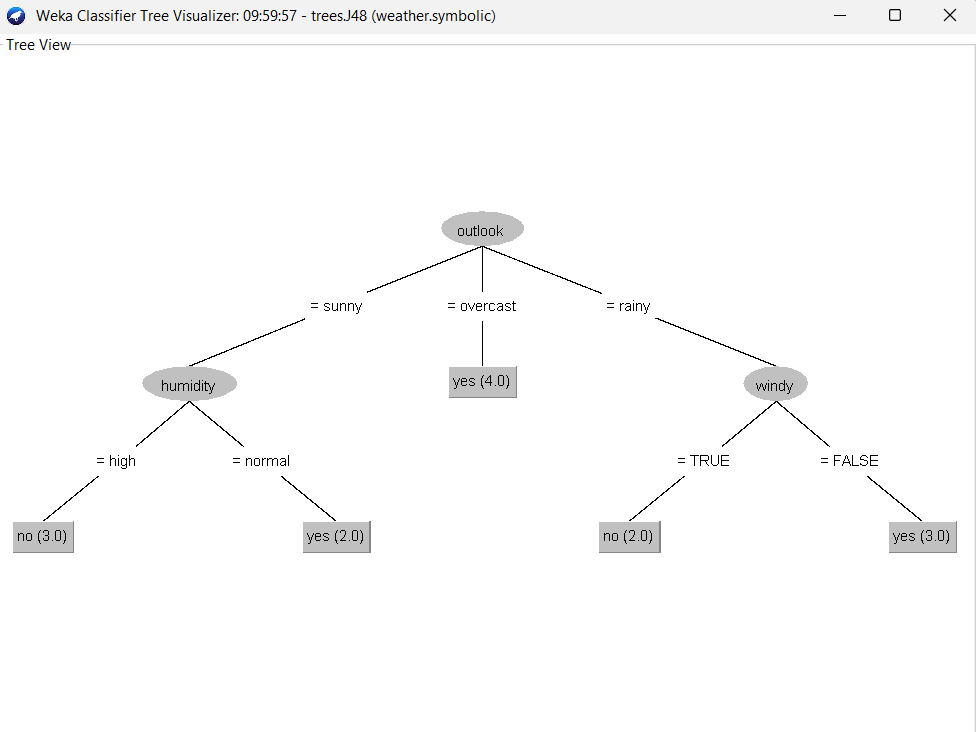 Weka Classifier Tree Visualizer: 09:59:57 - trees.J48 (weather.symbolic)
Tree View
outlook
= sunny
= overcast
= rainy
humidity
yes (4.0)
windy
= high
= normal
= TRUE
= FALSE
no (3.0)
yes (2.0)
no (2.0)
yes (3.0)